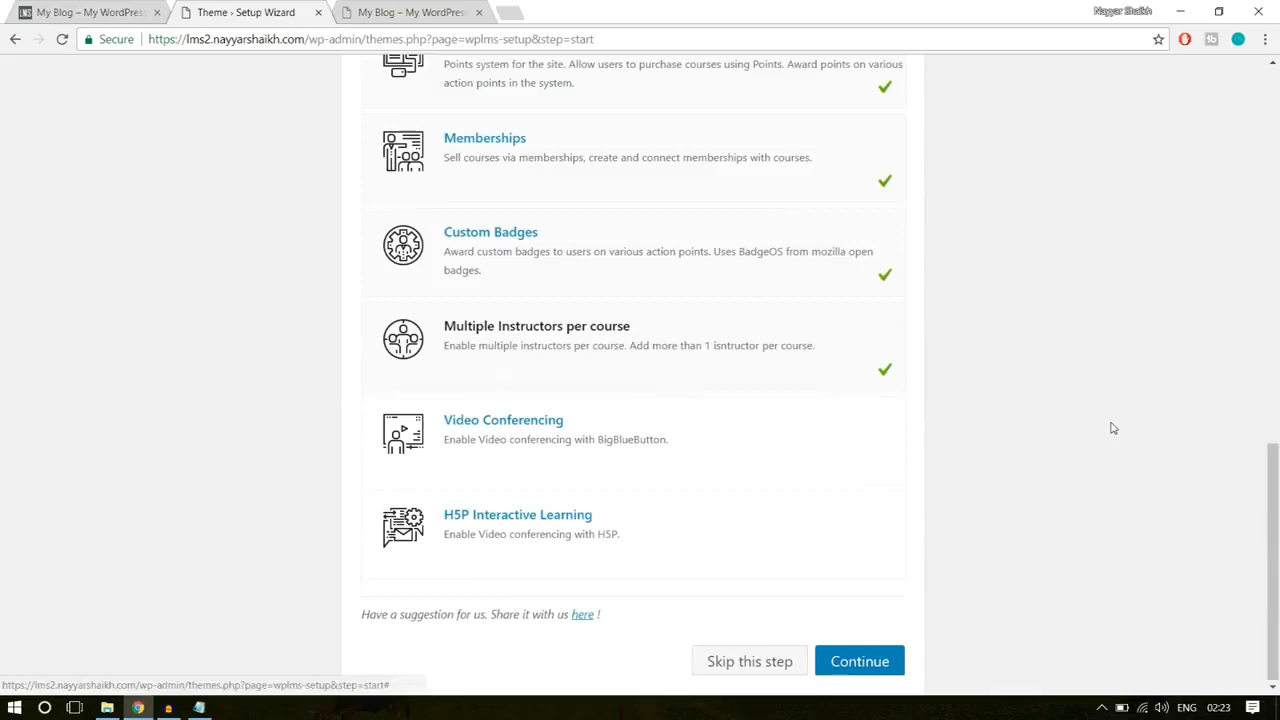 My Blog – My WordPres
Theme › Setup Wizard
My Blog – My WordPres
Nayyar Shaikh
Secure
https://lms2.nayyarshaikh.com/wp-admin/themes.php?page=wplms-setup&step=start
Points system for the site. Allow users to purchase courses using Points. Award points on various
action points in the system.
Memberships
Sell courses via memberships, create and connect memberships with courses.
Custom Badges
Award custom badges to users on various action points. Uses BadgeOS from mozilla open
badges.
Multiple Instructors per course
Enable multiple instructors per course. Add more than 1 isntructor per course.
Video Conferencing
Enable Video conferencing with BigBlueButton.
H5P Interactive Learning
Enable Video conferencing with H5P.
Have a suggestion for us. Share it with us here !
Skip this step
Continue
https://lms2.nayyarshaikh.com/wp-admin/themes.php?page=wplms-setup&step=start#
ENG
02:23